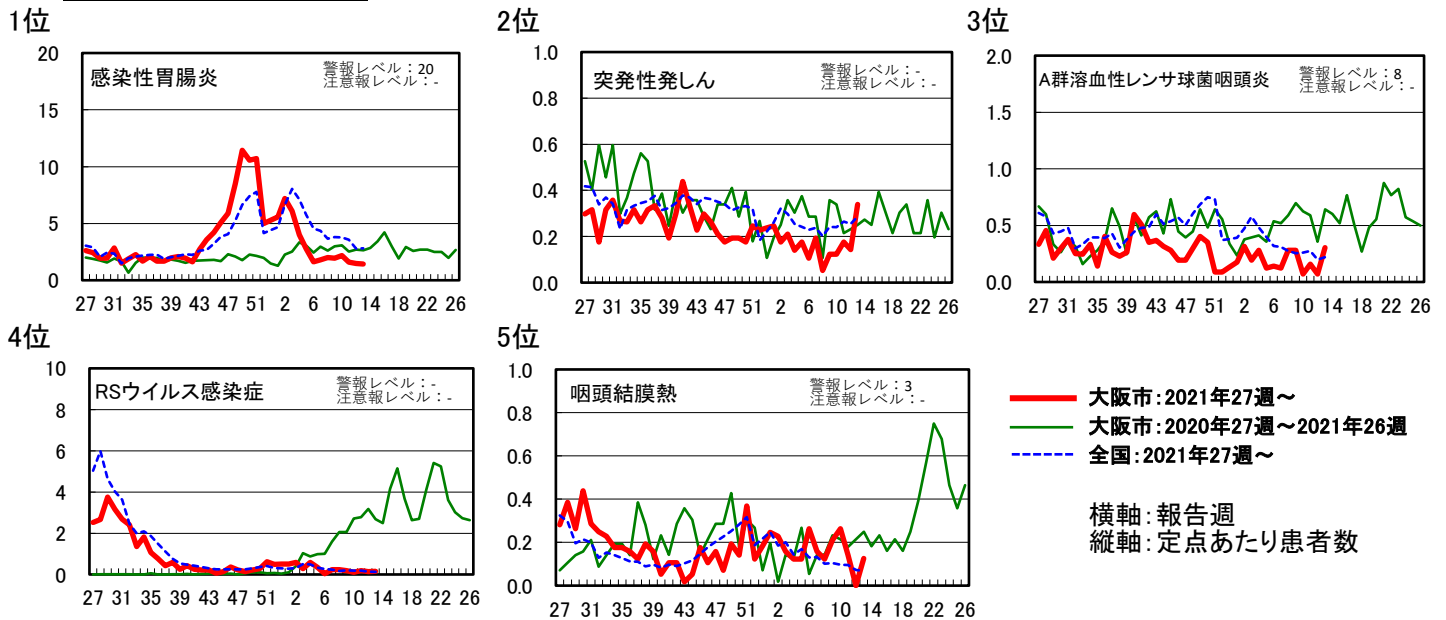 1位
感染性胃腸炎
警報レベル：20
注意報レベル：-
20
15
10
5
0
27 31 35 39 43 47 51 2 6 10 14 18 22 26
2位
突発性発しん
警報レベル：-
注意報レベル：-
1.0
0.8
0.6
0.4
0.2
0.0
27 31 35 39 43 47 51 2 6 10 14 18 22 26
3位
A群溶血性レンサ球菌咽頭炎
警報レベル：8
注意報レベル：-
2.0
1.5
1.0
0.5
0.0
27 31 35 39 43 47 51 2 6 10 14 18 22 26
4位
RSウイルス感染症
警報レベル：-
注意報レベル：-
10
8
6
4
2
0
27 31 35 39 43 47 51 2 6 10 14 18 22 26
5位
咽頭結膜熱
警報レベル：3
注意報レベル：-
1.0
0.8
0.6
0.4
0.2
0.0
27 31 35 39 43 47 51 2 6 10 14 18 22 26
大阪市：2021年27週～
大阪市：2020年27週～2021年26週
全国：2021年27週～
横軸：報告週
縦軸：定点あたり患者数